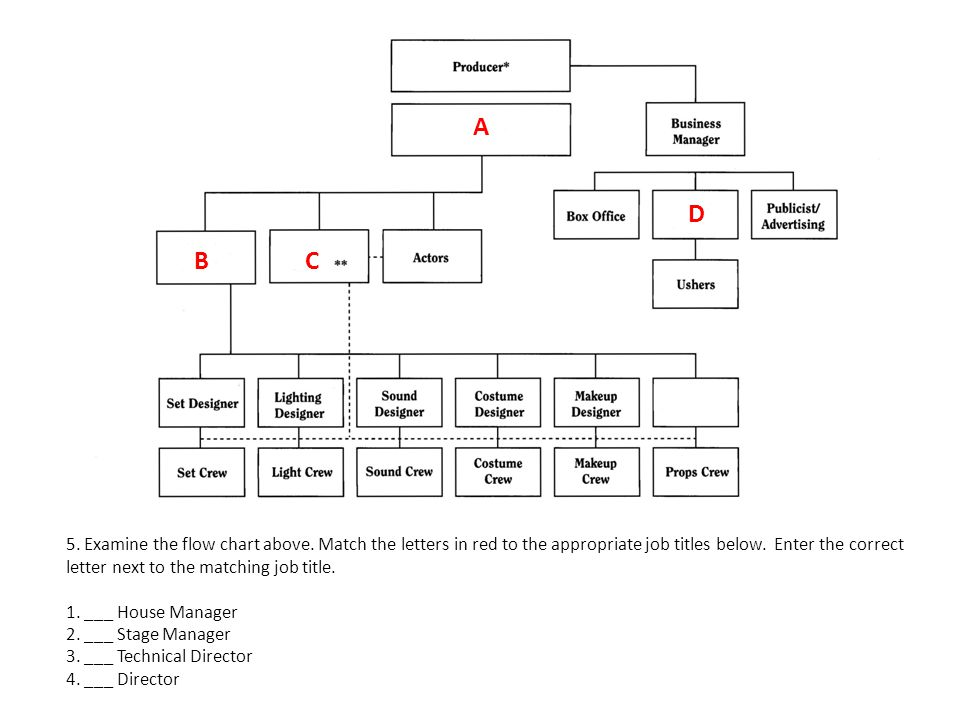 Producer*
A
Business
Manager
Box Office
D
Publicist/
Advertising
B
C **
Actors
Ushers
Set Designer
Lighting
Designer
Sound
Designer
Costume
Designer
Makeup
Designer
Set Crew
Light Crew
Sound Crew
Costume
Crew
Makeup
Crew
Props Crew
5. Examine the flow chart above. Match the letters in red to the appropriate job titles below.  Enter the correct
letter next to the matching job title.
1. ___ House Manager
2. ___ Stage Manager
3. ___ Technical Director
4. ___ Director